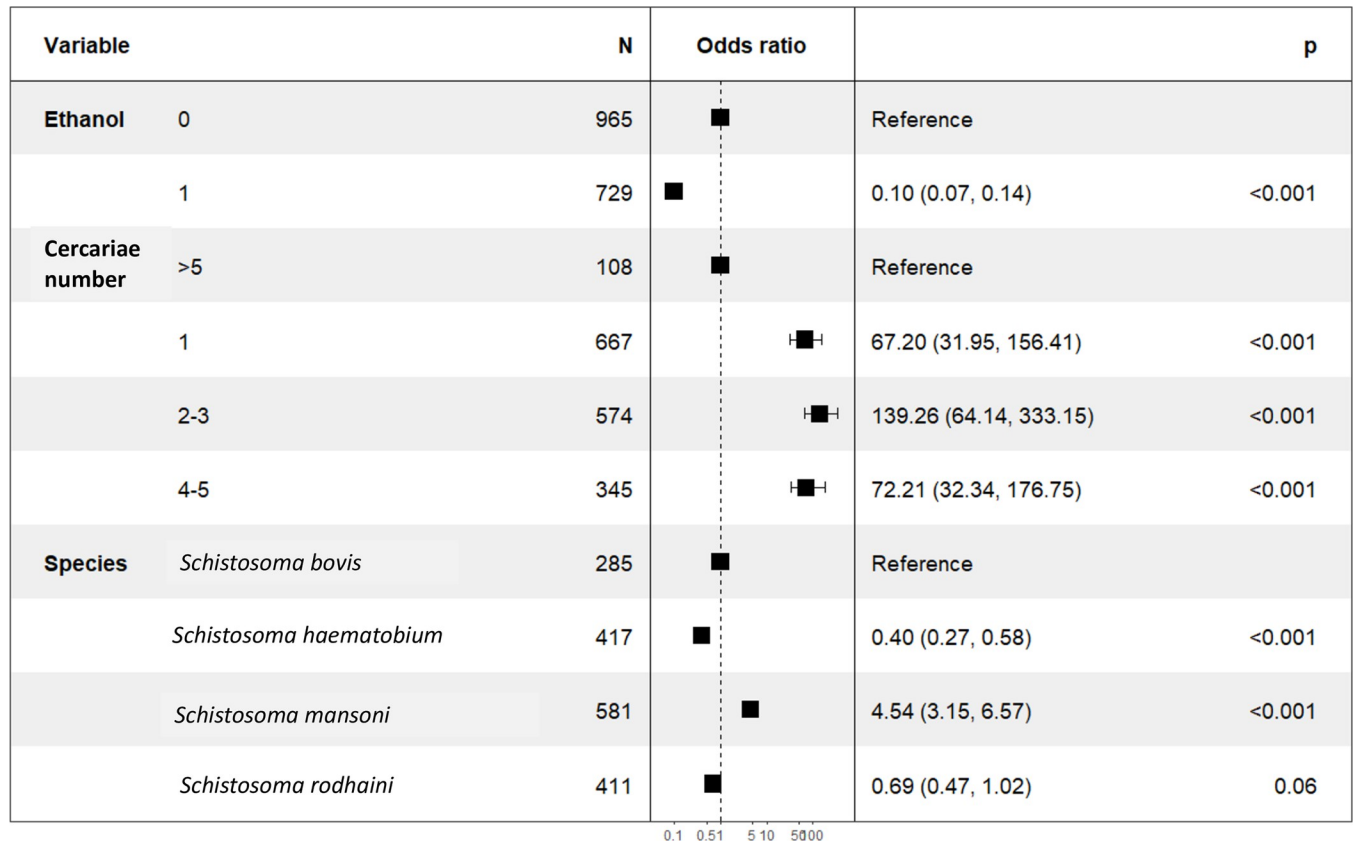 Variable N Odds ratio p
Ethanol 0 965 Reference
1 729 0.10 (0.07, 0.14) <0.001
Cercariae
number >5 108 Reference
1 667 67.20 (31.95, 156.41) <0.001
2-3 574 139.26 (64.14, 333.15) <0.001
4-5 345 72.21 (32.34, 176.75) <0.001
Species Schistosoma bovis 285 Reference
Schistosoma haematobium 417 0.40 (0.27, 0.58) <0.001
Schistosoma mansoni 581 4.54 (3.15, 6.57) <0.001
Schistosoma rodhaini 411 0.69 (0.47, 1.02) 0.06
0.1 0.5 1 5 10 50 100